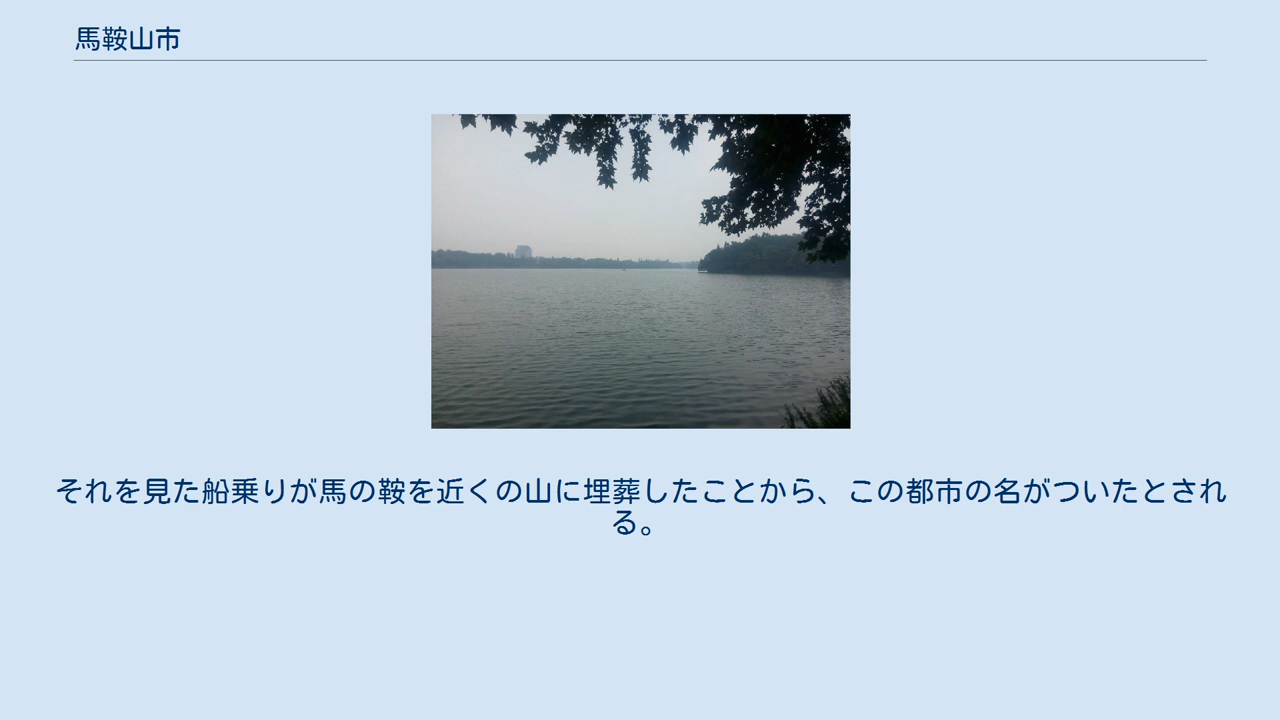 馬鞍山市
それを見た船乗りが馬の鞍を近くの山に埋葬したことから、この都市の名がついたとされ
る。